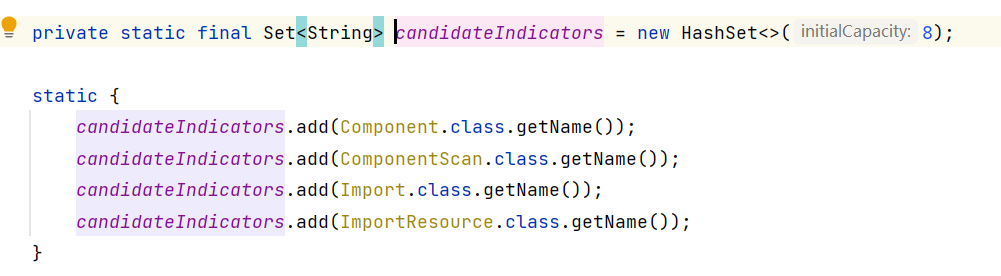 private static final Set<String> candidateIndicators = new HashSet<>( initialCapacity: 8);
static {
    candidateIndicators.add(Component.class.getName());
    candidateIndicators.add(ComponentScan.class.getName());
    candidateIndicators.add(Import.class.getName());
    candidateIndicators.add(ImportResource.class.getName());
}